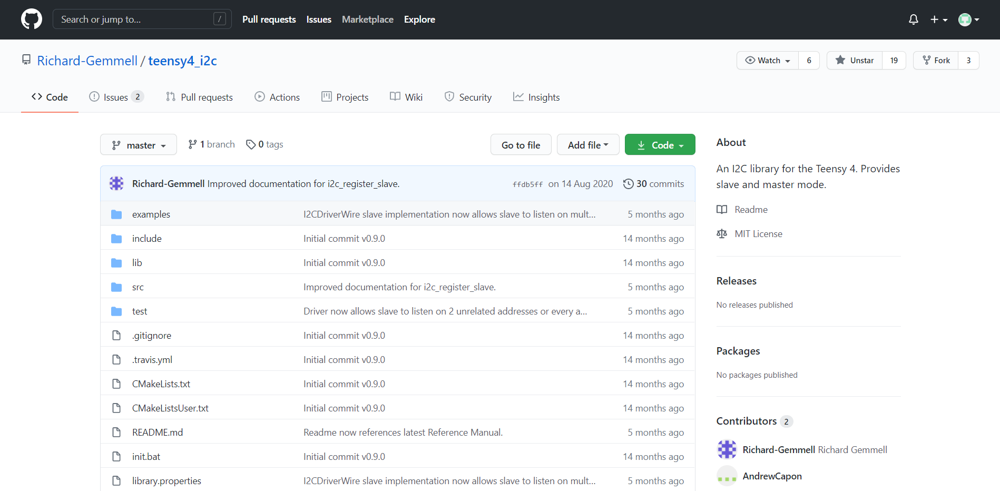 Search or jump to... /
Pull requests Issues Marketplace Explore
Richard-Gemmell / teensy4_i2c
Watch 6 Unstar 19 Fork 3
Code Issues 2 Pull requests Actions Projects Wiki Security Insights
master 1 branch 0 tags Go to file Add file Code
Richard-Gemmell Improved documentation for i2c_register_slave. ffdb5ff on 14 Aug 2020 30 commits
examples I2CDriverWire slave implementation now allows slave to listen on mult... 5 months ago
include Initial commit v0.9.0 14 months ago
lib Initial commit v0.9.0 14 months ago
src Improved documentation for i2c_register_slave. 5 months ago
test Driver now allows slave to listen on 2 unrelated addresses or every a... 5 months ago
.gitignore Initial commit v0.9.0 14 months ago
.travis.yml Initial commit v0.9.0 14 months ago
CMakeLists.txt Initial commit v0.9.0 14 months ago
CMakeListsUser.txt Initial commit v0.9.0 14 months ago
README.md Readme now references latest Reference Manual. 5 months ago
init.bat Initial commit v0.9.0 14 months ago
library.properties I2CDriverWire slave implementation now allows slave to listen on mult... 5 months ago
About
An I2C library for the Teensy 4. Provides
slave and master mode.
Readme
MIT License
Releases
No releases published
Packages
No packages published
Contributors 2
Richard-Gemmell Richard Gemmell
AndrewCapon